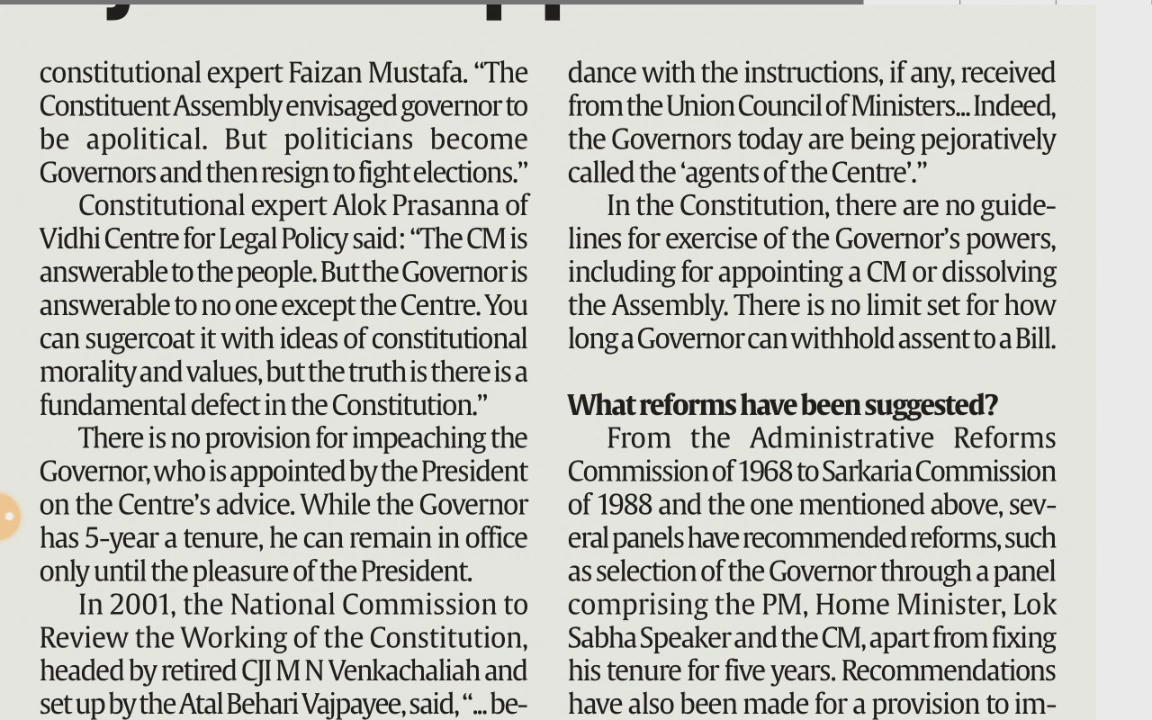 constitutional expert Faizan Mustafa. “The
Constituent Assembly envisaged governor to
be apolitical. But politicians become
Governors and then resign to fight elections.”
Constitutional expert Alok Prasanna of
Vidhi Centre for Legal Policy said: “The CM is
answerable to the people. But the Governor is
answerable to no one except the Centre. You
can sugercoat it with ideas of constitutional
morality and values, but the truth is there is a
fundamental defect in the Constitution.”
There is no provision for impeaching the
Governor, who is appointed by the President
on the Centre’s advice. While the Governor
has 5-year a tenure, he can remain in office
only until the pleasure of the President.
In 2001, the National Commission to
Review the Working of the Constitution,
headed by retired CJI M N Venkachaliah and
set up by the Atal Behari Vajpayee, said, “... be-
dance with the instructions, if any, received
from the Union Council of Ministers... Indeed,
the Governors today are being pejoratively
called the ‘agents of the Centre’.”
In the Constitution, there are no guide-
lines for exercise of the Governor’s powers,
including for appointing a CM or dissolving
the Assembly. There is no limit set for how
long a Governor can withhold assent to a Bill.
What reforms have been suggested?
From the Administrative Reforms
Commission of 1968 to Sarkaria Commission
of 1988 and the one mentioned above, sev-
eral panels have recommended reforms, such
as selection of the Governor through a panel
comprising the PM, Home Minister, Lok
Sabha Speaker and the CM, apart from fixing
his tenure for five years. Recommendations
have also been made for a provision to im-